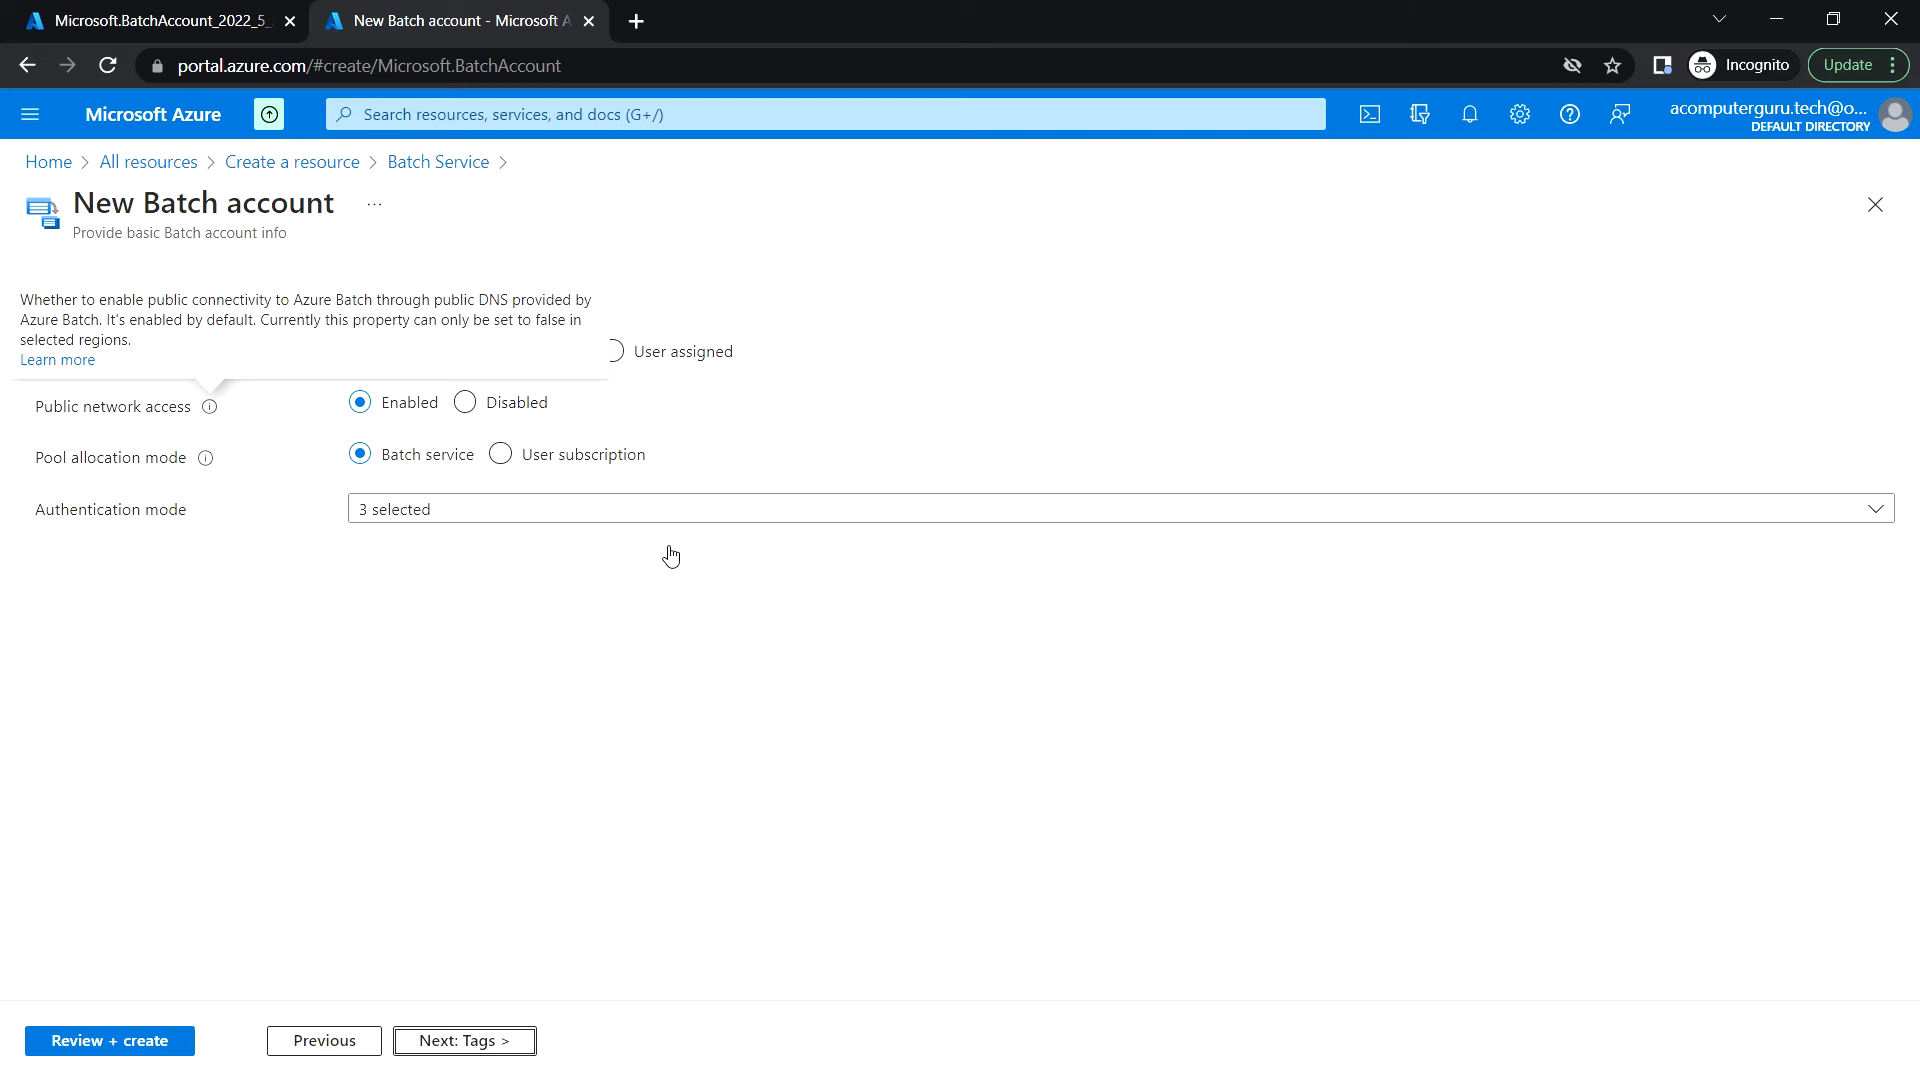 Microsoft.BatchAccount_2022_5_
New Batch account - Microsoft A
portal.azure.com/#create/Microsoft.BatchAccount
Incognito
Update
Microsoft Azure
Search resources, services, and docs (G+/)
acomputerguru.tech@o...
DEFAULT DIRECTORY
Home > All resources > Create a resource > Batch Service >
New Batch account ...
Provide basic Batch account info
Whether to enable public connectivity to Azure Batch through public DNS provided by
Azure Batch. It's enabled by default. Currently this property can only be set to false in
selected regions.
Learn more
User assigned
Public network access
Enabled
Disabled
Pool allocation mode
Batch service
User subscription
Authentication mode
3 selected
Review + create
Previous
Next: Tags >